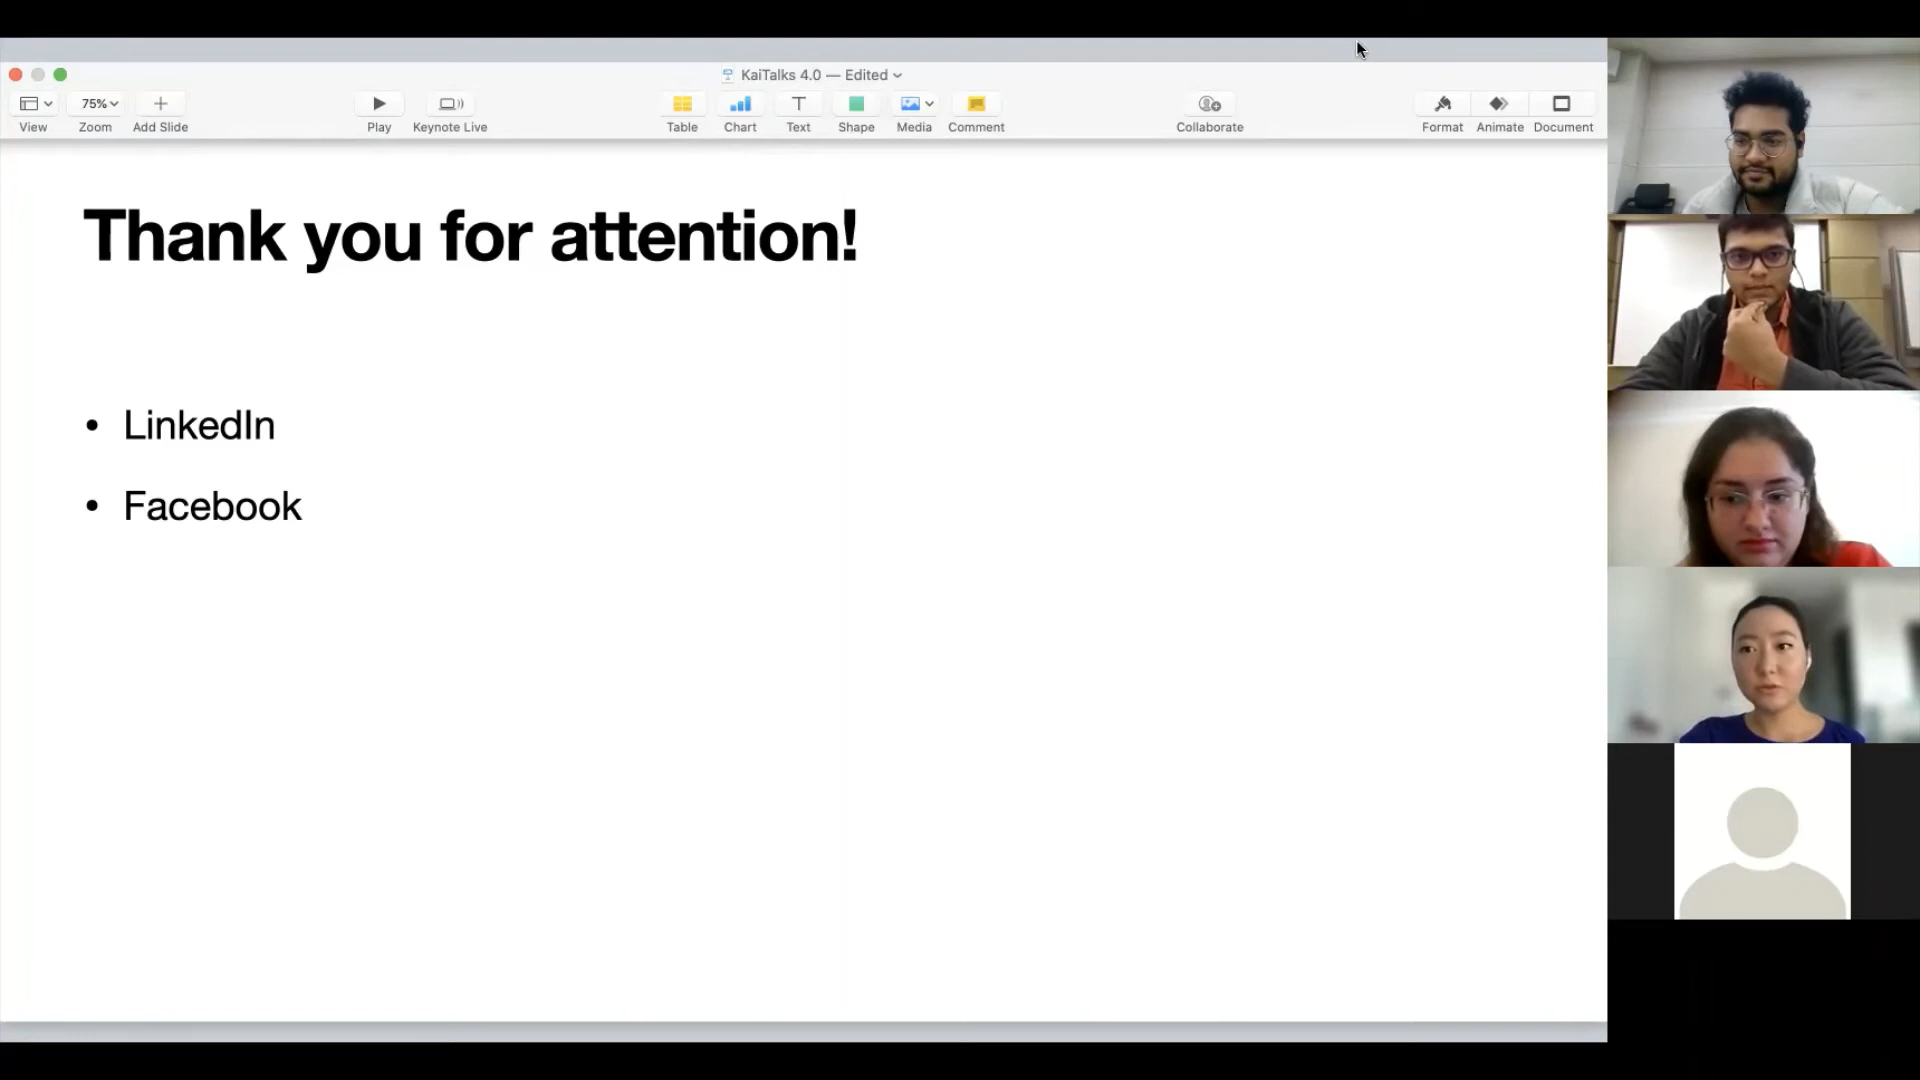 KaiTalks 4.0 — Edited
75%
View
Zoom
Add Slide
Play
Keynote Live
Table
Chart
Text
Shape
Media
Comment
Collaborate
Format
Animate
Document
Thank you for attention!
• LinkedIn
• Facebook